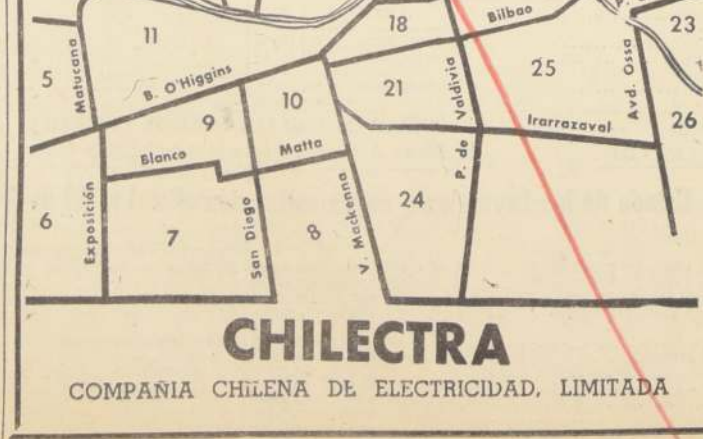 18
Bilbao
23
11
Matucana
5
B. O'Higgins
10
21
Valdivia
25
Avd. Ossa
9
Irarrazaval
26
Blanco
Matta
P. de
6
Exposición
7
San Diego
8
V. Mackenna
24
CHILECTRA
COMPAÑIA CHILENA DE ELECTRICIDAD, LIMITADA